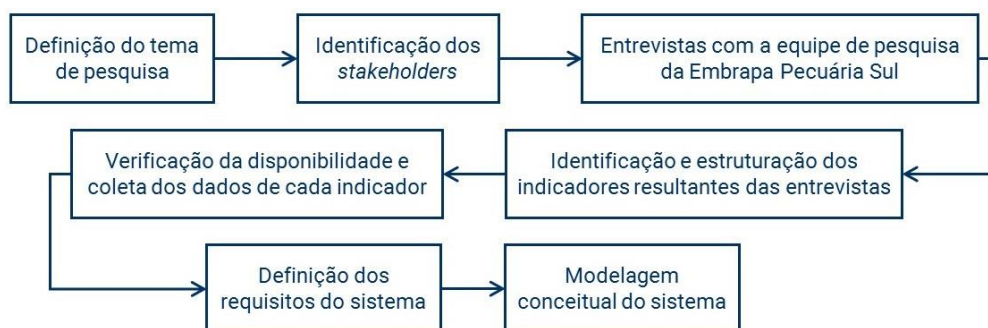 Definição do tema
de pesquisa
Identificação dos
stakeholders
Entrevistas com a equipe de pesquisa
da Embrapa Pecuária Sul
Identificação e estruturação dos
indicadores resultantes das entrevistas
Verificação da disponibilidade e
coleta dos dados de cada indicador
Definição dos
requisitos do sistema
Modelagem
conceitual do sistema